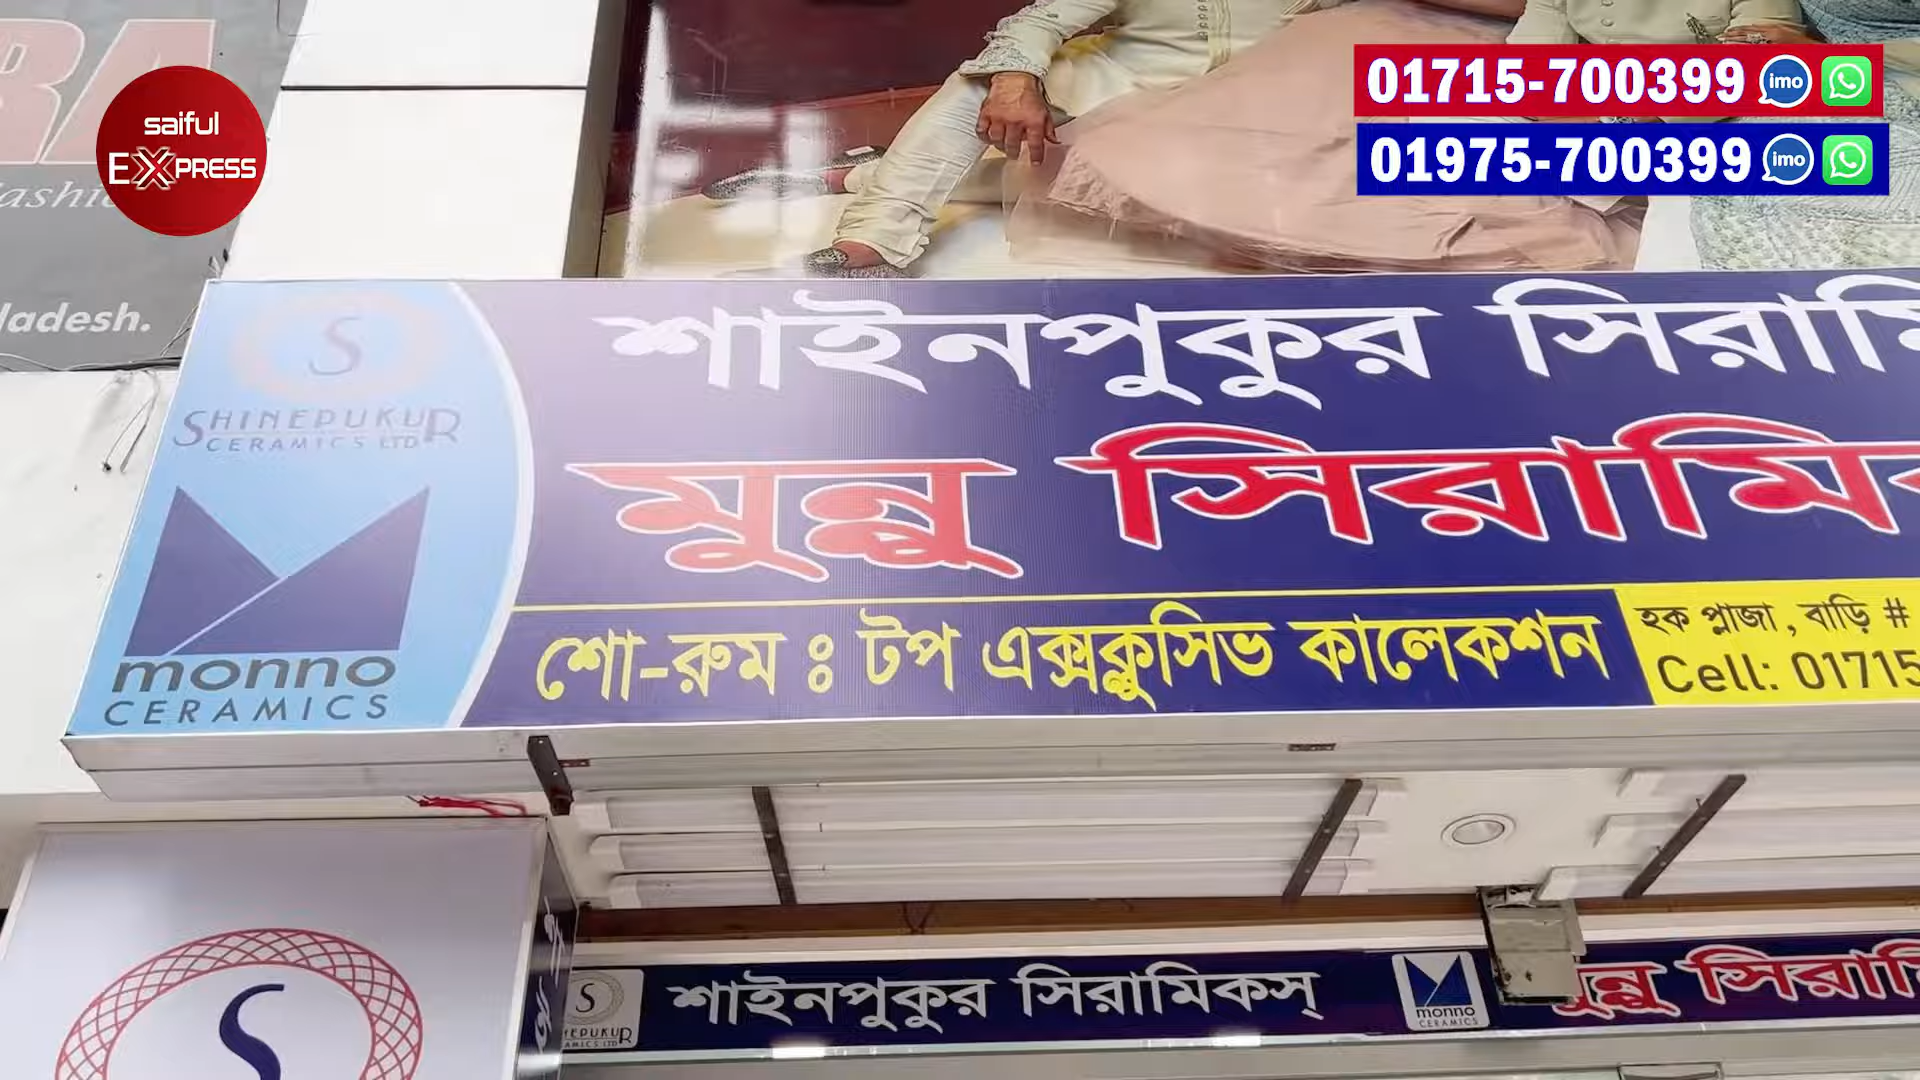 saiful
EXPRESS
01715-700399 imo
01975-700399 imo
ladesh.
S
SHINEPUKUR
CERAMICS LTD
শাইনপুকুর সিরামি
মুন্নু সিরামি
monno
CERAMICS
শো-রুম ঃ টপ এক্সক্লুসিভ কালেকশন
হক প্লাজা , বাড়ি #
Cell: 01715
S
শাইনপুকুর সিরামিকস্
monno
CERAMICS
মুন্নু সিরামি
S